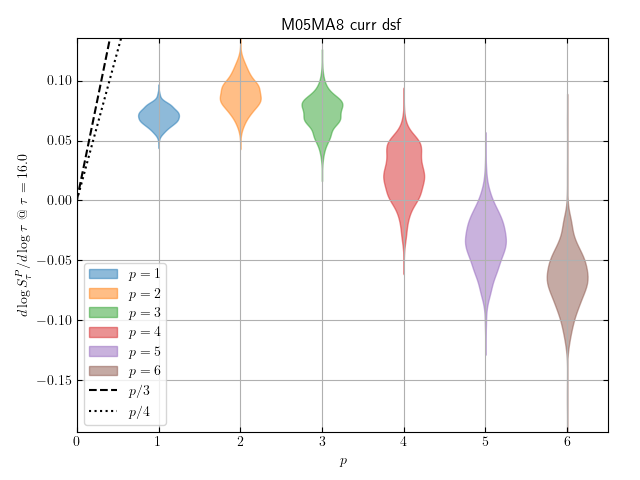 M05MA8 curr dsf
d log S_τ^P / d log τ @ τ = 16.0
0.10
0.05
0.00
−0.05
−0.10
−0.15
p = 1
p = 2
p = 3
p = 4
p = 5
p = 6
p/3
p/4
0 1 2 3 4 5 6
p